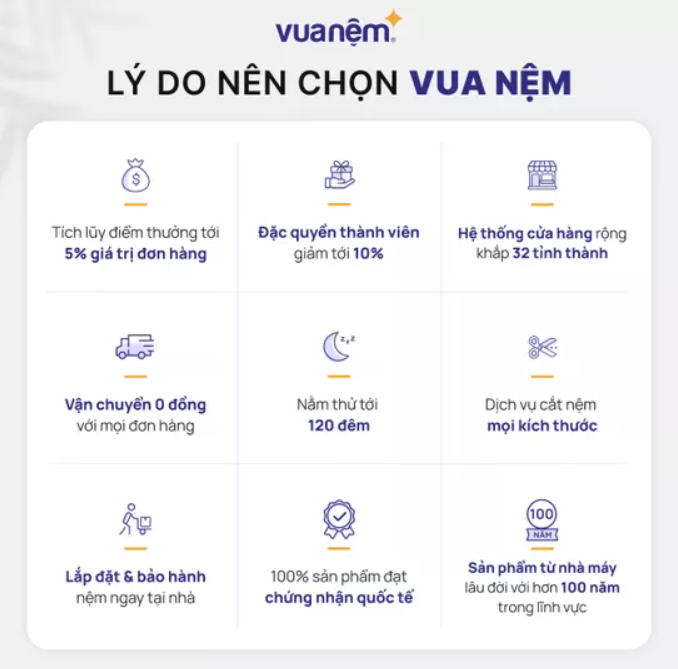 vuanệm
LÝ DO NÊN CHỌN VUA NỆM
Tích lũy điểm thưởng tới
5% giá trị đơn hàng
Đặc quyền thành viên
giảm tới 10%
Hệ thống cửa hàng rộng
khắp 32 tỉnh thành
Vận chuyển 0 đồng
với mọi đơn hàng
zzz
Nằm thử tới
120 đêm
Dịch vụ cắt nệm
mọi kích thước
Lắp đặt & bảo hành
nệm ngay tại nhà
100% sản phẩm đạt
chứng nhận quốc tế
100
NĂM
Sản phẩm từ nhà máy
lâu đời với hơn 100 năm
trong lĩnh vực